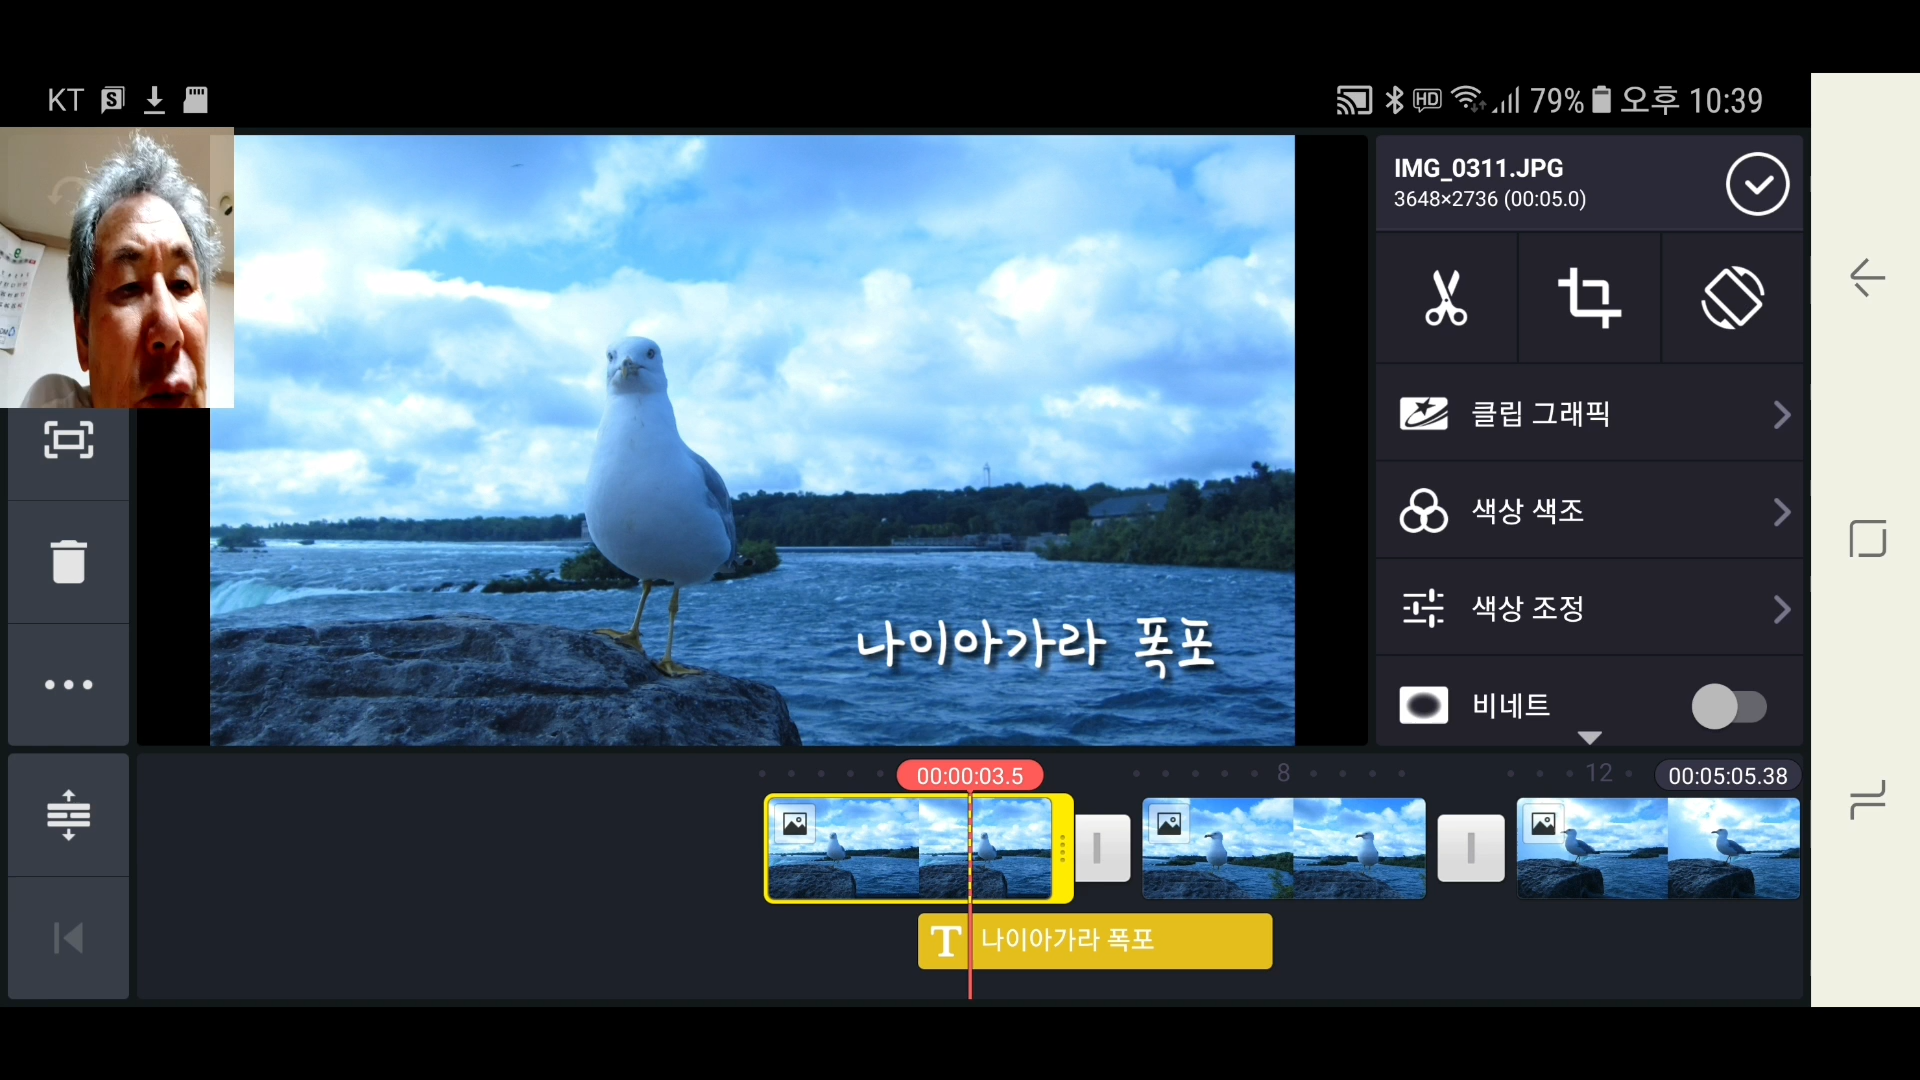 KT
HD 79% 오후 10:39
IMG_0311.JPG
3648×2736 (00:05.0)
클립 그래픽
색상 색조
색상 조정
비네트
나이아가라 폭포
00:00:03.5
8
12
00:05:05.38
T 나이아가라 폭포